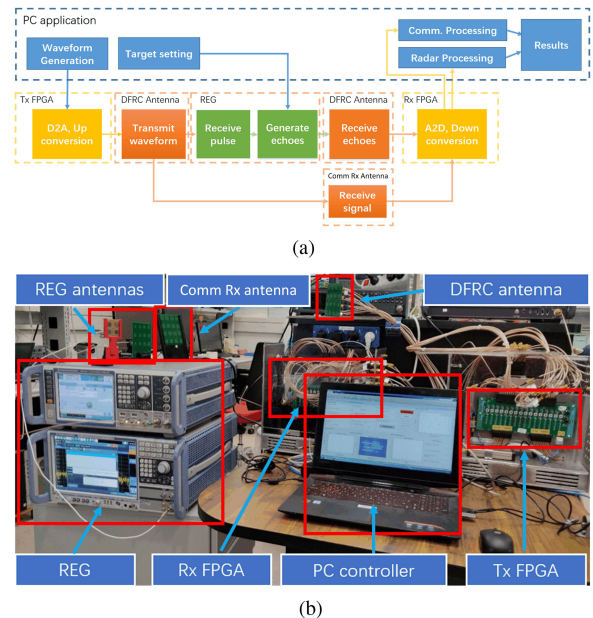 PC application
Waveform
Generation
Target setting
Comm. Processing
Radar Processing
Results
Tx FPGA
DFRC Antenna
REG
DFRC Antenna
Rx FPGA
D2A, Up
conversion
Transmit
waveform
Receive
pulse
Generate
echoes
Receive
echoes
A2D, Down
conversion
Comm Rx Antenna
Receive
signal
(a)
REG antennas
Comm Rx antenna
DFRC antenna
REG
Rx FPGA
PC controller
Tx FPGA
(b)